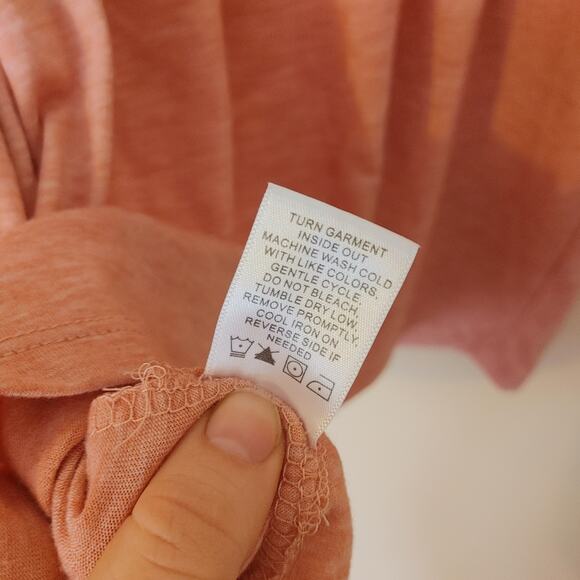 TURN GARMENT
INSIDE OUT
MACHINE WASH COLD
WITH LIKE COLORS,
GENTLE CYCLE,
DO NOT BLEACH,
TUMBLE DRY LOW,
REMOVE PROMPTLY,
COOL IRON ON
REVERSE SIDE IF
NEEDED